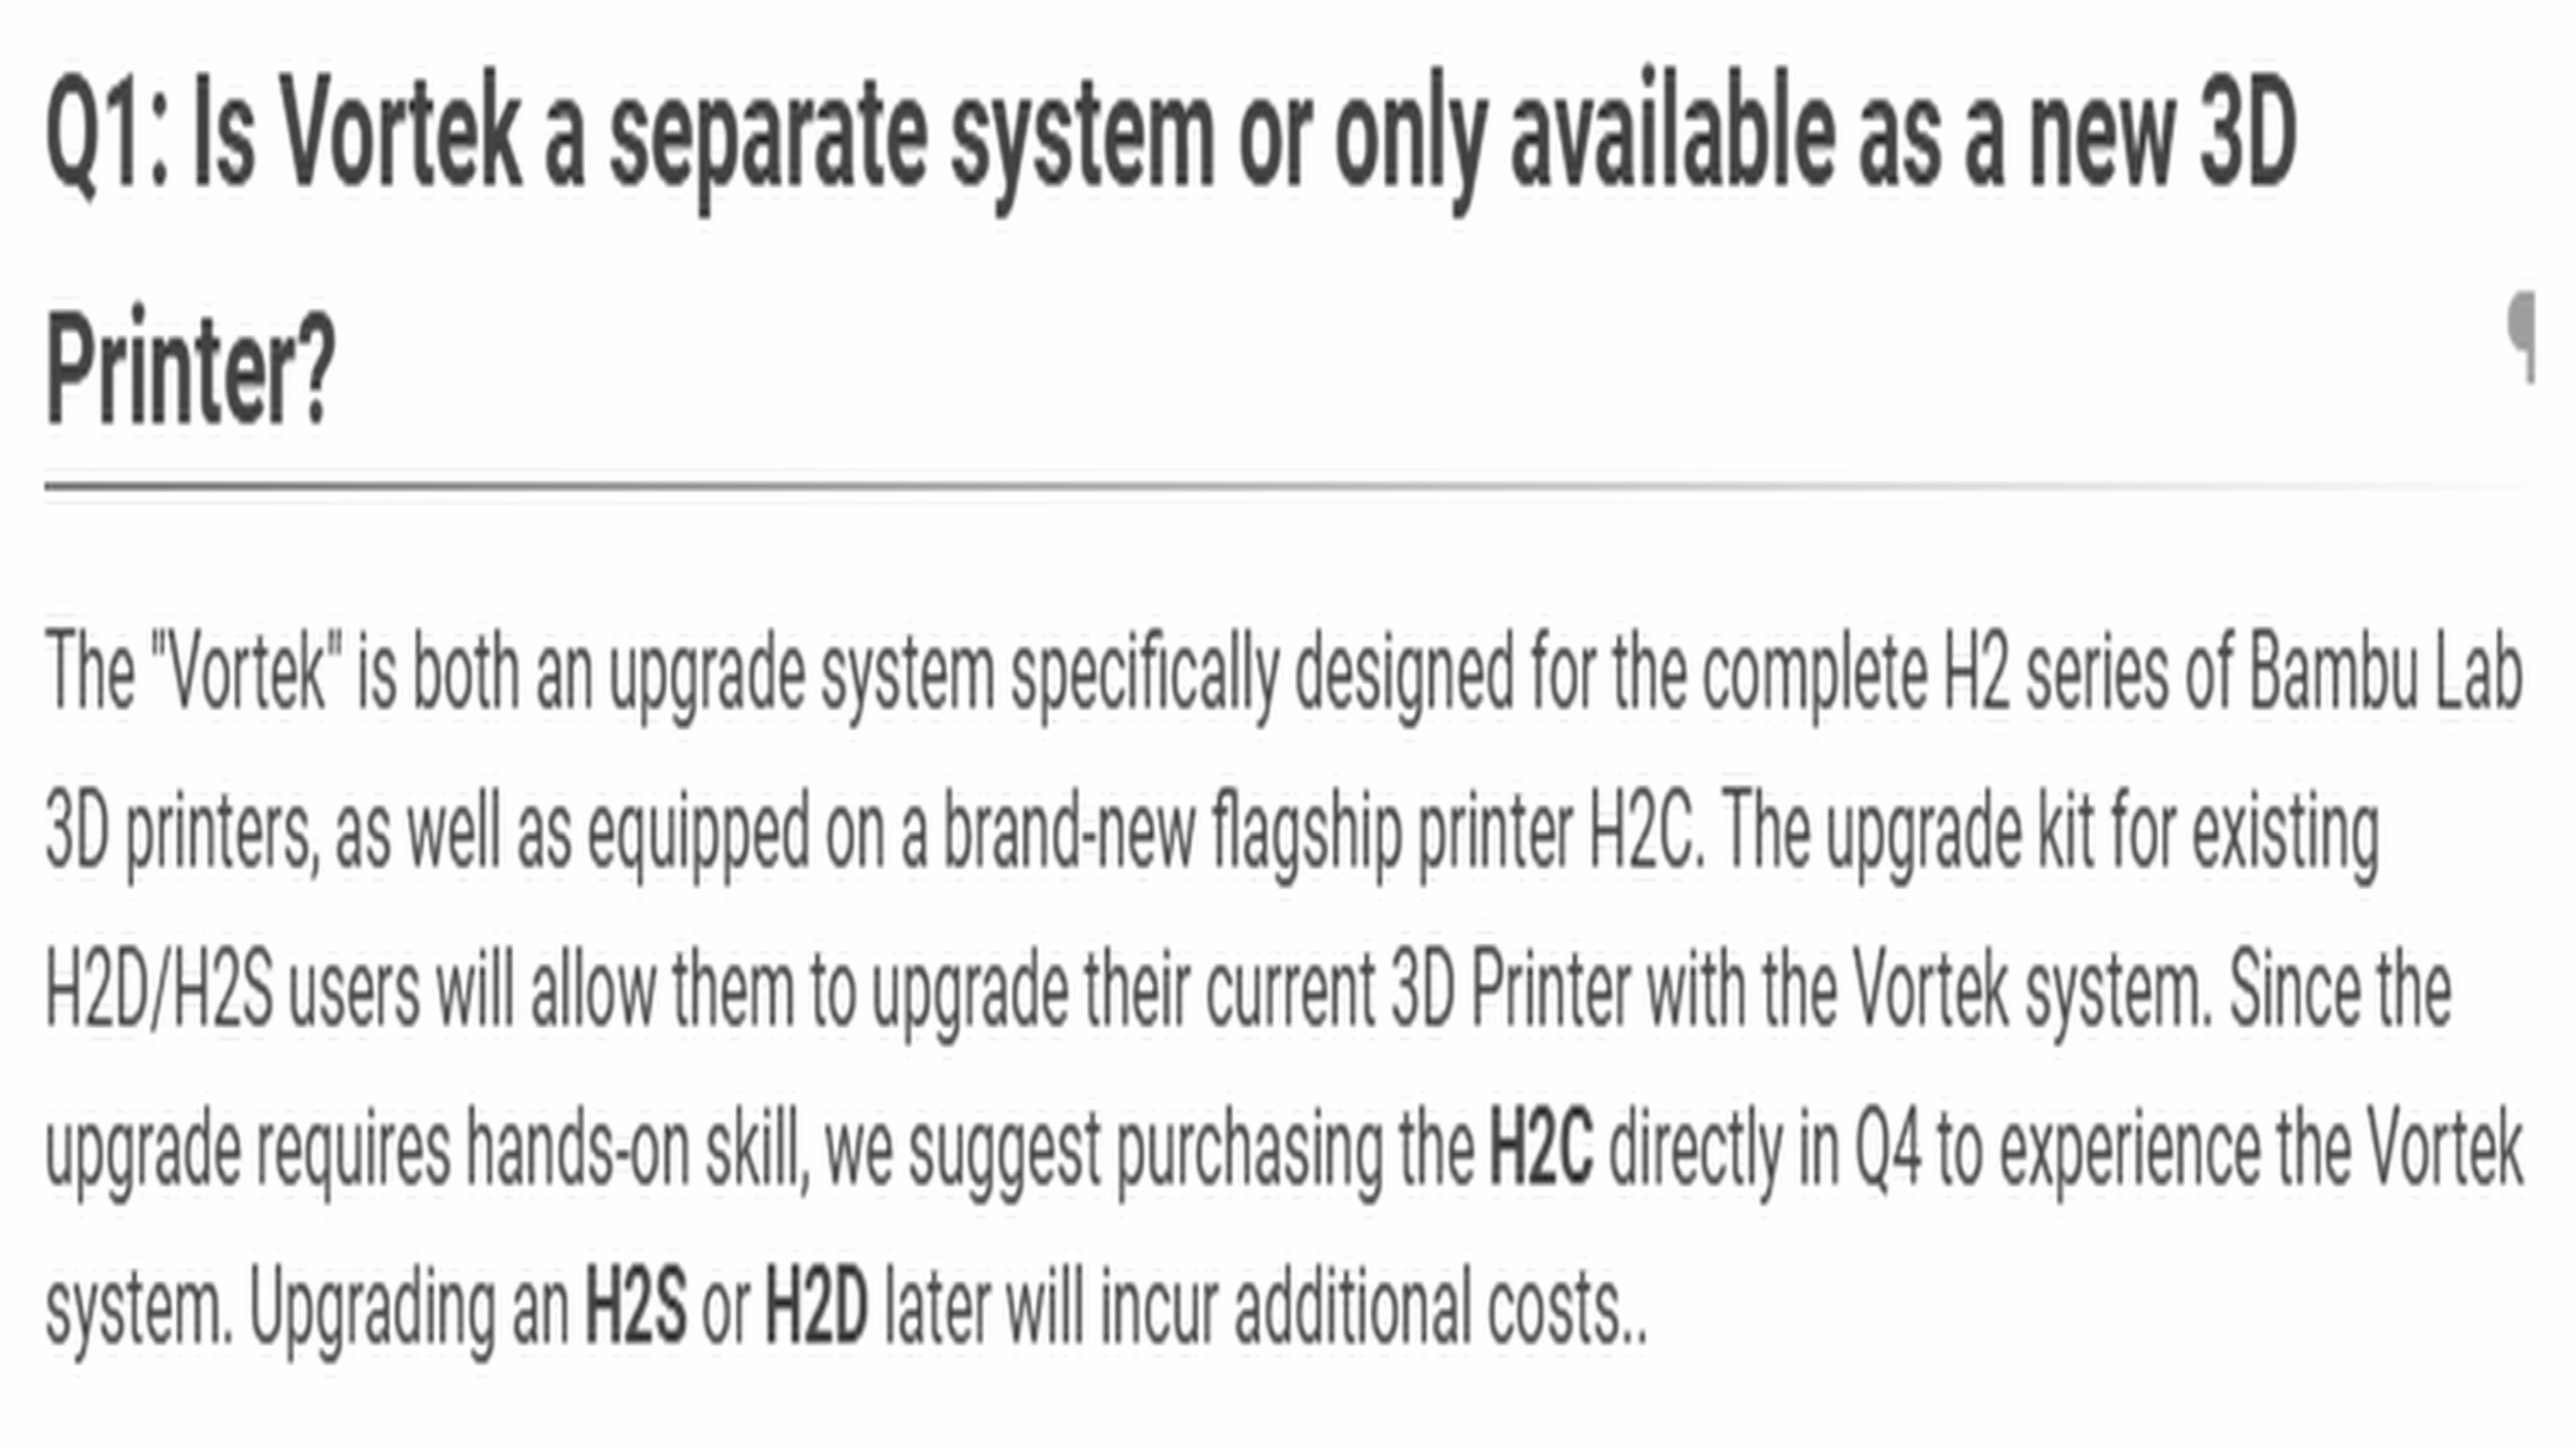 Q1: Is Vortek a separate system or only available as a new 3D
Printer? ¶
The "Vortek" is both an upgrade system specifically designed for the complete H2 series of Bambu Lab
3D printers, as well as equipped on a brand-new flagship printer H2C. The upgrade kit for existing
H2D/H2S users will allow them to upgrade their current 3D Printer with the Vortek system. Since the
upgrade requires hands-on skill, we suggest purchasing the H2C directly in Q4 to experience the Vortek
system. Upgrading an H2S or H2D later will incur additional costs..